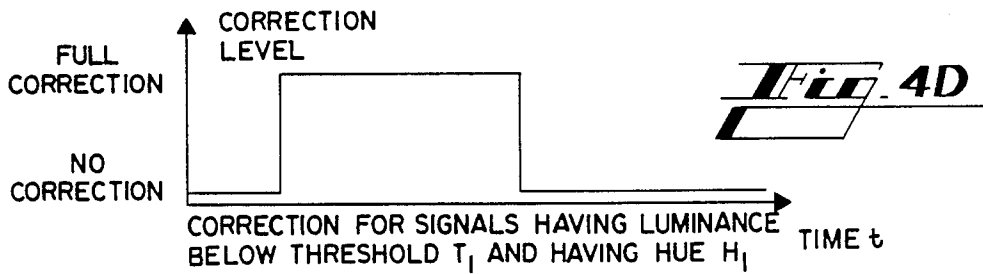 CORRECTION
LEVEL
FULL
CORRECTION
Fig. 4D
NO
CORRECTION
CORRECTION FOR SIGNALS HAVING LUMINANCE
BELOW THRESHOLD T₁ AND HAVING HUE H₁
TIME t